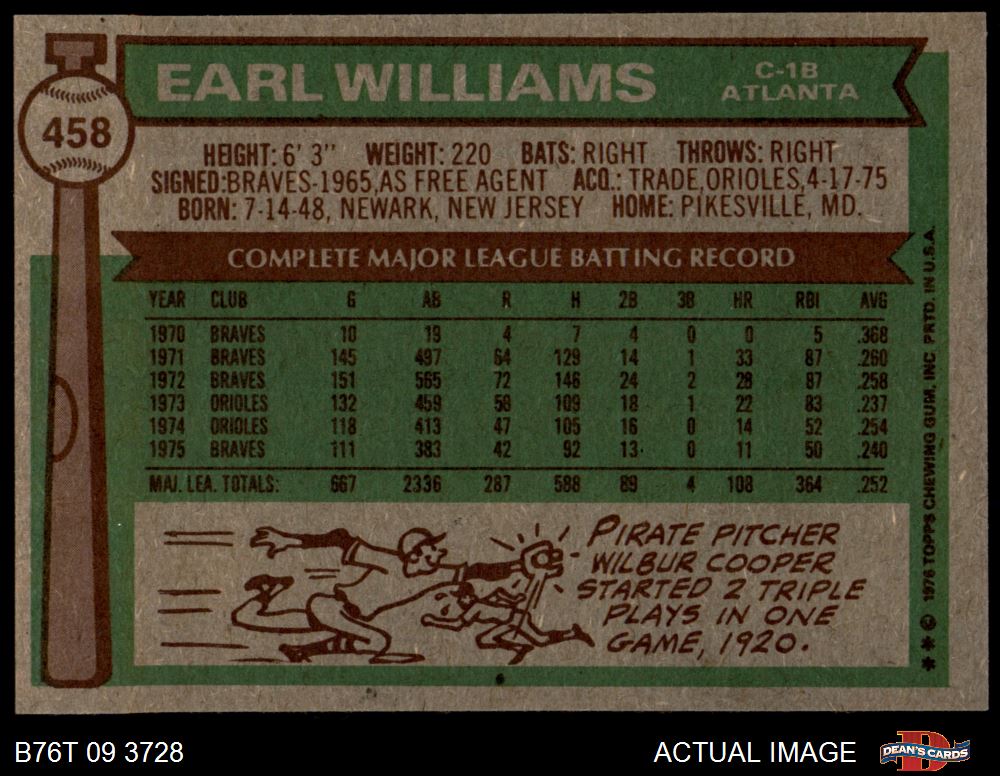 EARL WILLIAMS
C-1B
ATLANTA
458
HEIGHT: 6' 3" WEIGHT: 220 BATS: RIGHT THROWS: RIGHT
SIGNED:BRAVES-1965,AS FREE AGENT ACQ.: TRADE,ORIOLES,4-17-75
BORN: 7-14-48, NEWARK, NEW JERSEY HOME: PIKESVILLE, MD.
COMPLETE MAJOR LEAGUE BATTING RECORD
YEAR CLUB G AB R H 2B 3B HR RBI AVG
1970 BRAVES 10 19 4 7 4 0 0 5 .368
1971 BRAVES 145 497 64 129 14 1 33 87 .260
1972 BRAVES 151 565 72 146 24 2 28 87 .258
1973 ORIOLES 132 459 58 109 18 1 22 83 .237
1974 ORIOLES 118 413 47 105 16 0 14 52 .254
1975 BRAVES 111 383 42 92 13 0 11 50 .240
MAJ. LEA. TOTALS: 667 2336 287 588 89 4 108 364 .252
PIRATE PITCHER
WILBUR COOPER
STARTED 2 TRIPLE
PLAYS IN ONE
GAME, 1920.
* * © 1976 TOPPS CHEWING GUM, INC. PRTD. IN U.S.A.
B76T 09 3728
ACTUAL IMAGE
DEAN'S CARDS